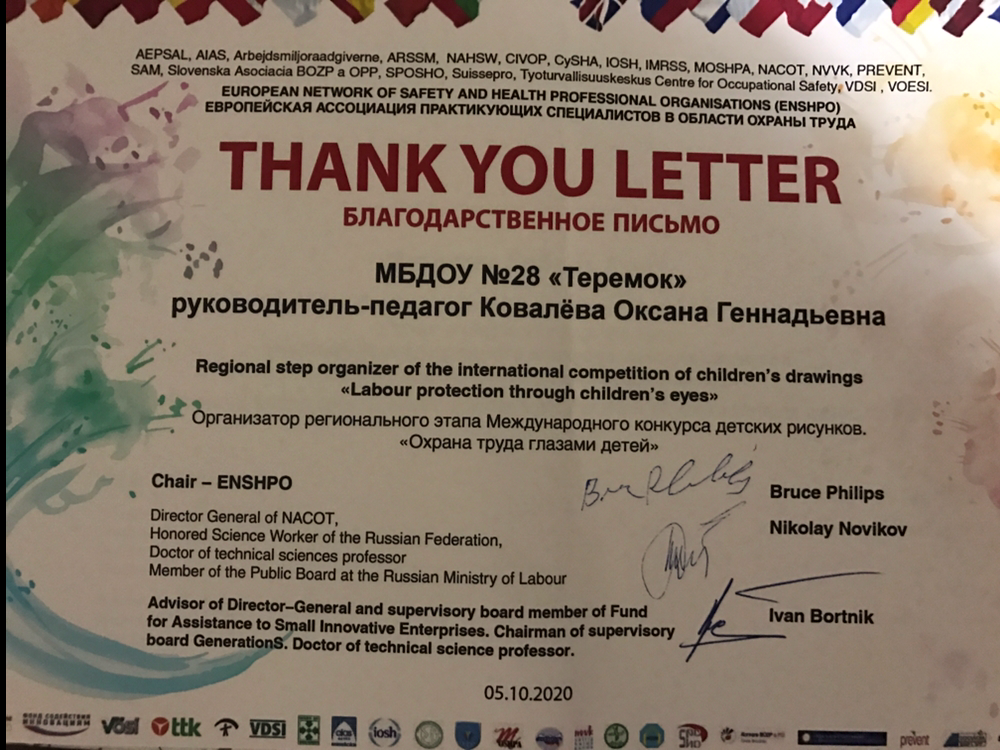 AEPSAL, AIAS, Arbejdsmiljoraadgiverne, ARSSM, NAHSW, CIVOP, CySHA, IOSH, IMRSS, MOSHPA, NACOT, NVVK, PREVENT,
SAM, Slovenska Asociacia BOZP a OPP, SPOSHO, Suissepro, Tyoturvallisuuskeskus Centre for Occupational Safety, VDSI , VOESI.
EUROPEAN NETWORK OF SAFETY AND HEALTH PROFESSIONAL ORGANISATIONS (ENSHPO)
ЕВРОПЕЙСКАЯ АССОЦИАЦИЯ ПРАКТИКУЮЩИХ СПЕЦИАЛИСТОВ В ОБЛАСТИ ОХРАНЫ ТРУДА
THANK YOU LETTER
БЛАГОДАРСТВЕННОЕ ПИСЬМО
МБДОУ №28 «Теремок»
руководитель-педагог Ковалёва Оксана Геннадьевна
Regional step organizer of the international competition of children's drawings
«Labour protection through children's eyes»
Организатор регионального этапа Международного конкурса детских рисунков.
«Охрана труда глазами детей»
Chair – ENSHPO
Bruce Philips
Director General of NACOT,
Honored Science Worker of the Russian Federation,
Doctor of technical sciences professor
Member of the Public Board at the Russian Ministry of Labour
Nikolay Novikov
Advisor of Director–General and supervisory board member of Fund
for Assistance to Small Innovative Enterprises. Chairman of supervisory
board GenerationS. Doctor of technical science professor.
Ivan Bortnik
05.10.2020
ФОНД СОДЕЙСТВИЯ
ИННОВАЦИЯМ
vösi
ttk
VDSI
aias
iosh
prevent